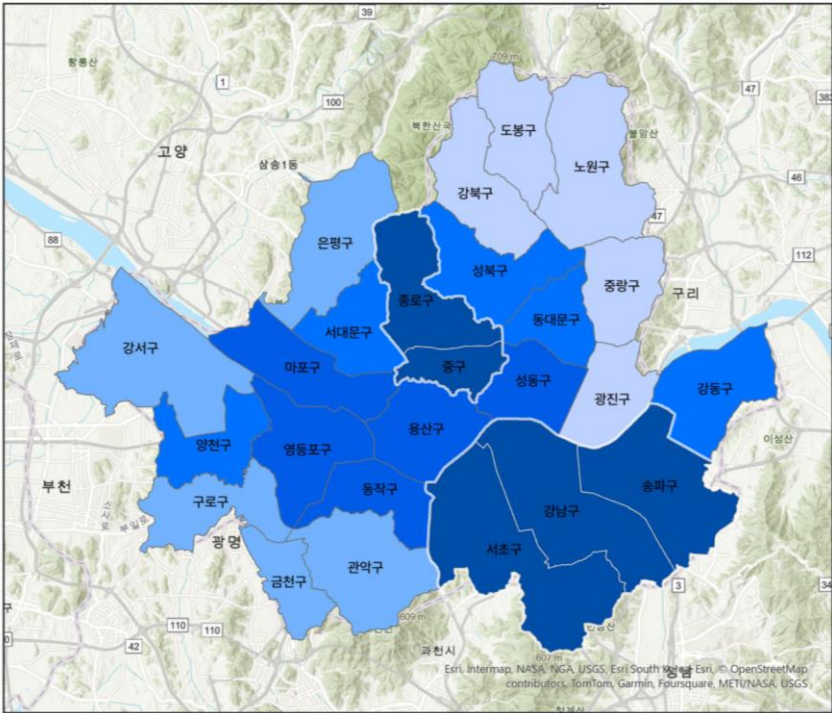 황룡산
709 m
47
383
1
100
도봉구
북한산국
불암산
고양
노원구
삼송1동
강북구
46
47
88
은평구
112
성북구
중랑구
구리
종로구
동대문구
서대문구
강서구
마포구
중구
성동구
강동구
광진구
용산구
양천구
영등포구
이성산
부천
동작구
송파구
구로구
강남구
광명
서초구
관악구
금천구
3
34
609 m
110
110
42
과천시
607 m
성남
Esri, Intermap, NASA, NGA, USGS, Esri South Korea, Esri, © OpenStreetMap
contributors, TomTom, Garmin, Foursquare, METI/NASA, USGS